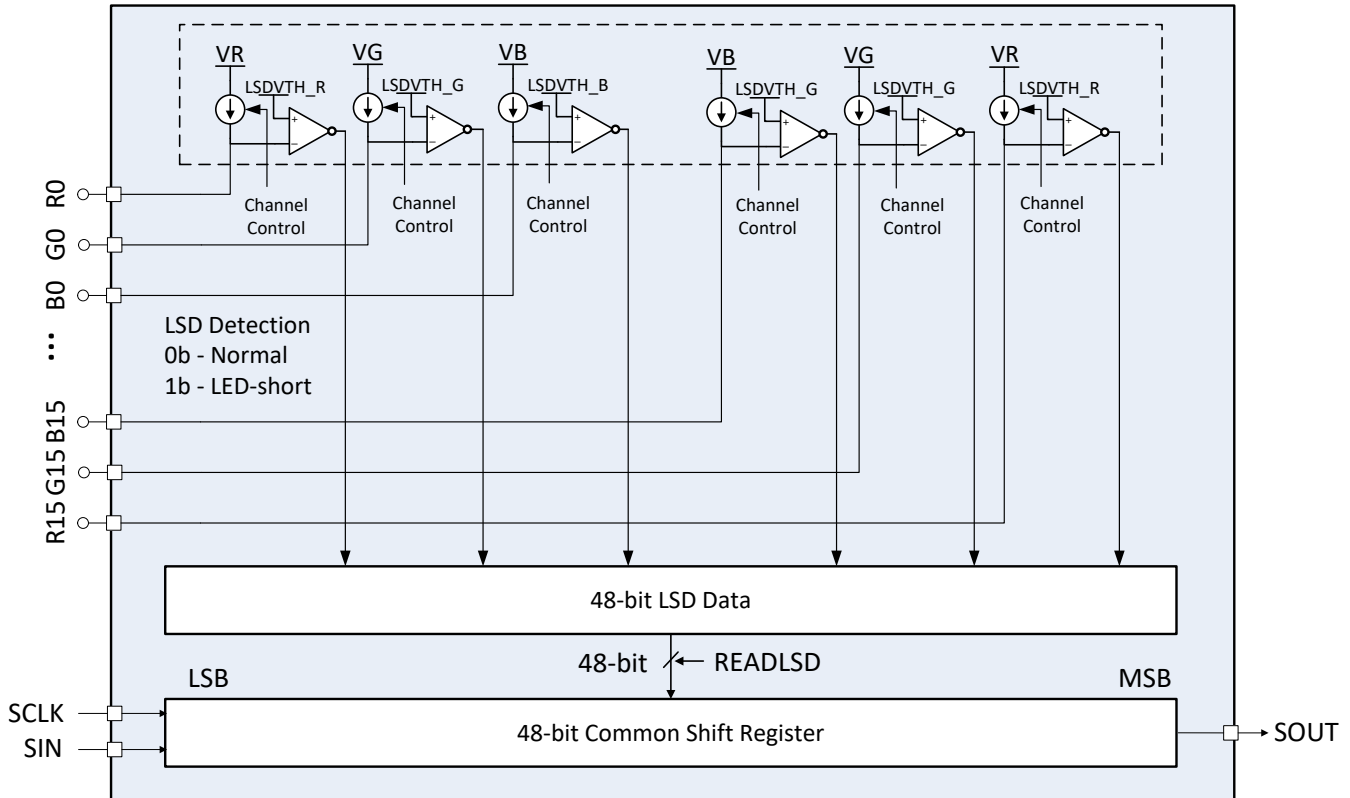 VR
VG
VB
VB
VG
VR
LSDVTH_R
LSDVTH_G
LSDVTH_B
LSDVTH_G
LSDVTH_G
LSDVTH_R
+
−
+
−
+
−
+
−
+
−
+
−
Channel
Control
Channel
Control
Channel
Control
Channel
Control
Channel
Control
Channel
Control
R0
G0
B0
...
B15
G15
R15
LSD Detection
0b - Normal
1b - LED-short
48-bit LSD Data
48-bit
READLSD
LSB
MSB
SCLK
SIN
48-bit Common Shift Register
SOUT